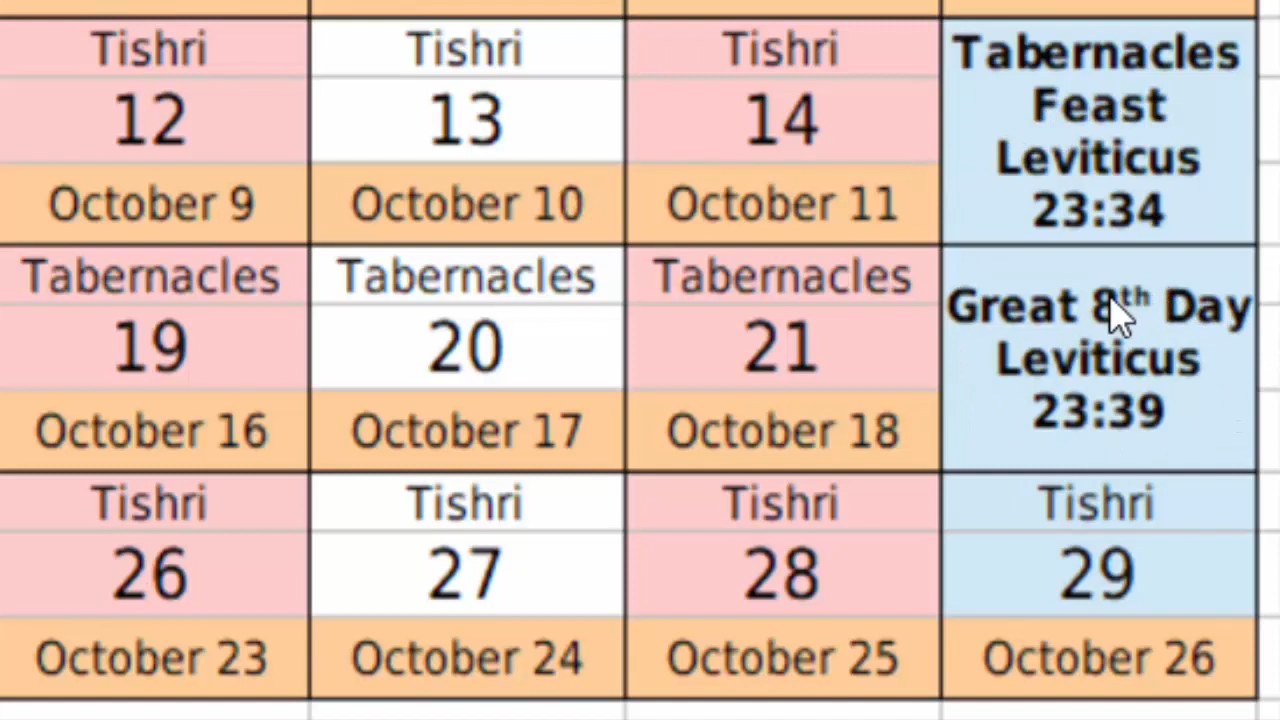 Tishri
12
October 9
Tishri
13
October 10
Tishri
14
October 11
Tabernacles
Feast
Leviticus
23:34
Tabernacles
19
October 16
Tabernacles
20
October 17
Tabernacles
21
October 18
Great 8th Day
Leviticus
23:39
Tishri
26
October 23
Tishri
27
October 24
Tishri
28
October 25
Tishri
29
October 26